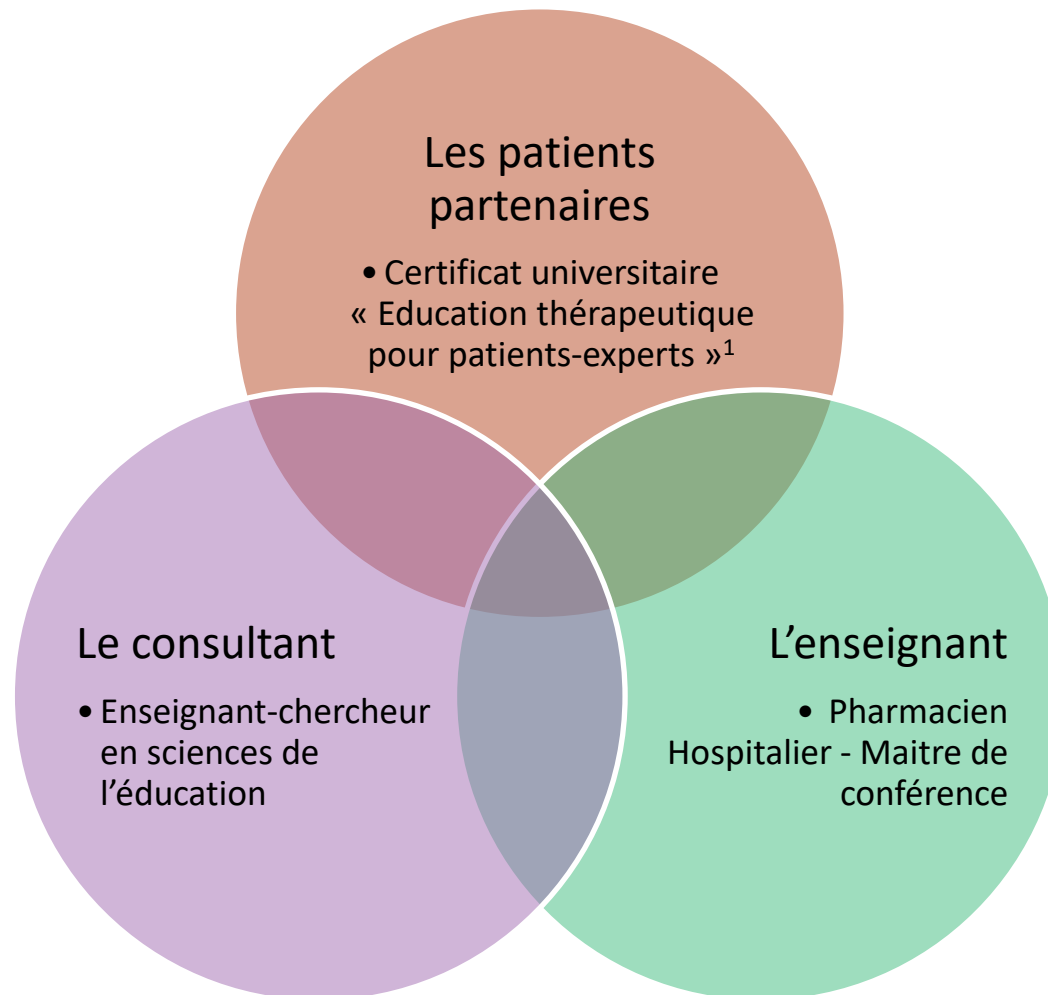 Les patients
partenaires
• Certificat universitaire
« Education thérapeutique
pour patients-experts »¹
Le consultant
• Enseignant-chercheur
en sciences de
l’éducation
L’enseignant
• Pharmacien
Hospitalier - Maitre de
conférence